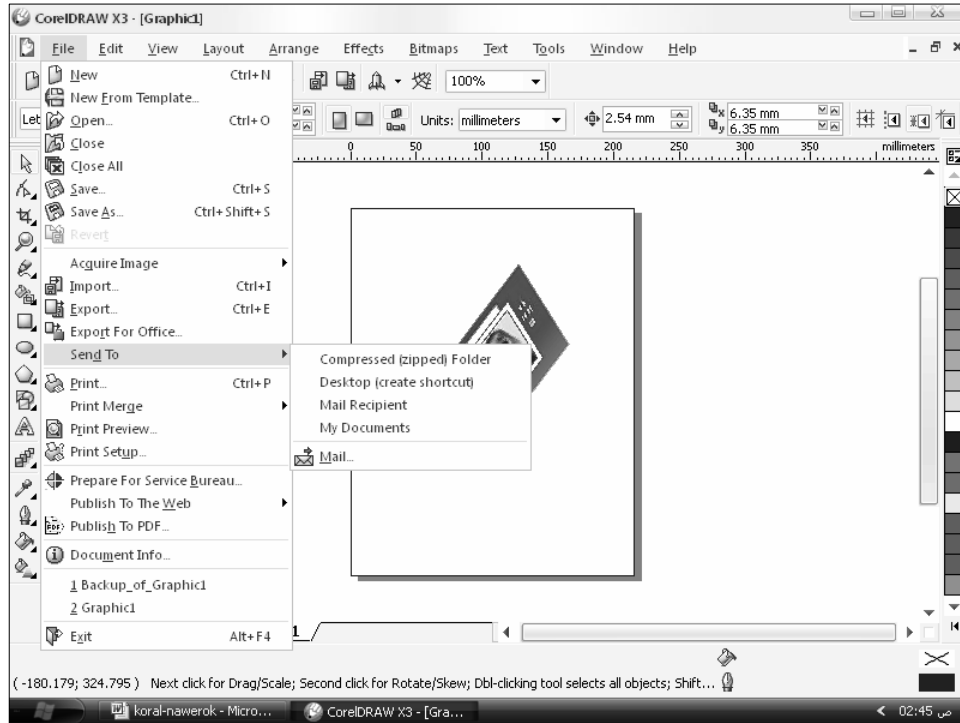 CorelDRAW X3 - [Graphic1]
File Edit View Layout Arrange Effects Bitmaps Text Tools Window Help
New Ctrl+N
100%
New From Template...
Let
Open... Ctrl+O
Units: millimeters
2.54 mm
x 6.35 mm
y 6.35 mm
Close
0 50 100 150 200 250 300 350 millimeters
Close All
Save... Ctrl+S
Save As... Ctrl+Shift+S
Revert
Acquire Image
Import... Ctrl+I
Export... Ctrl+E
Export For Office...
Send To
Compressed (zipped) Folder
Desktop (create shortcut)
Mail Recipient
My Documents
Mail...
Print... Ctrl+P
Print Merge
Print Preview...
Print Setup...
Prepare For Service Bureau...
Publish To The Web
Publish To PDF...
Document Info...
1 Backup_of_Graphic1
2 Graphic1
Exit Alt+F4
1
( -180.179; 324.795 ) Next click for Drag/Scale; Second click for Rotate/Skew; Dbl-clicking tool selects all objects; Shift...
koral-nawerok - Micro... CorelDRAW X3 - [Gra... 02:45 ص